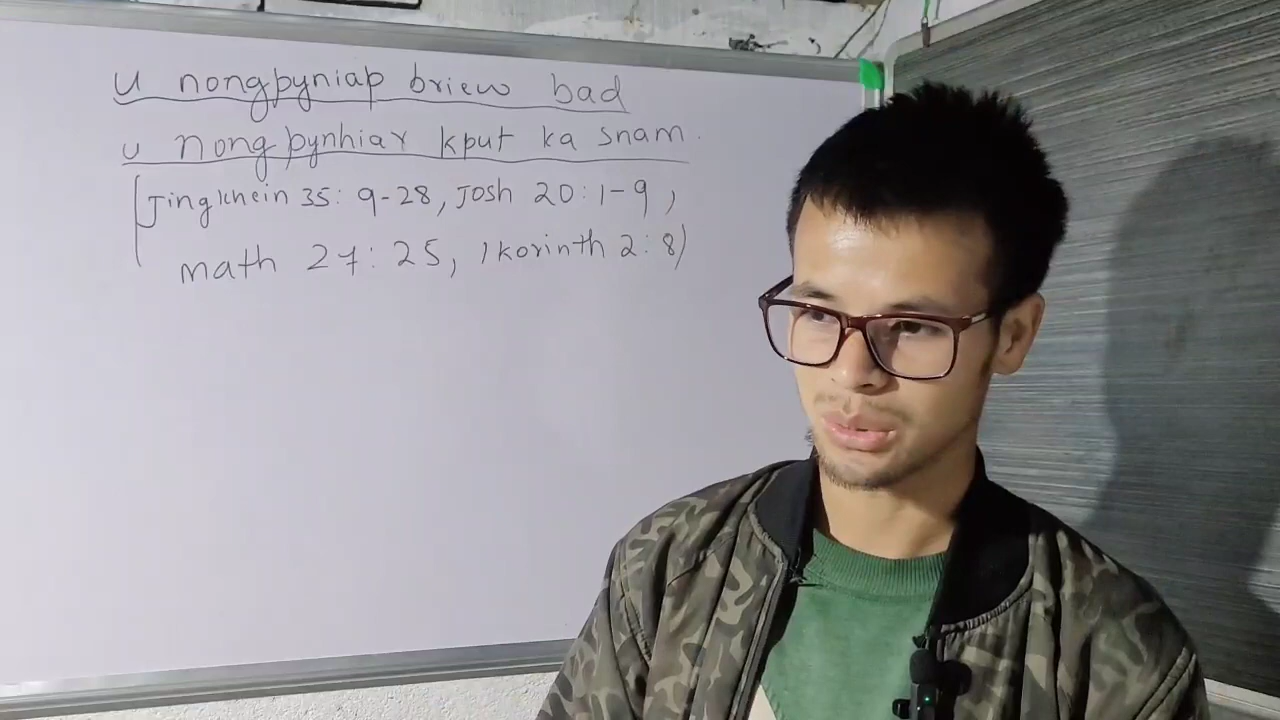 u nongpyniap briew bad
u nongpynhiar kput ka snam.
(Jingkhein 35: 9-28, Josh 20:1-9,
math 27: 25, 1korinth 2: 8)